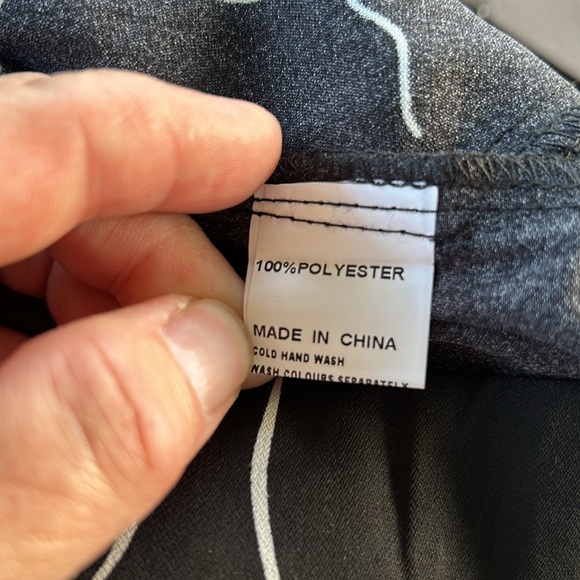 100%POLYESTER
MADE IN CHINA
COLD HAND WASH
WASH COLOURS SEPARATELY